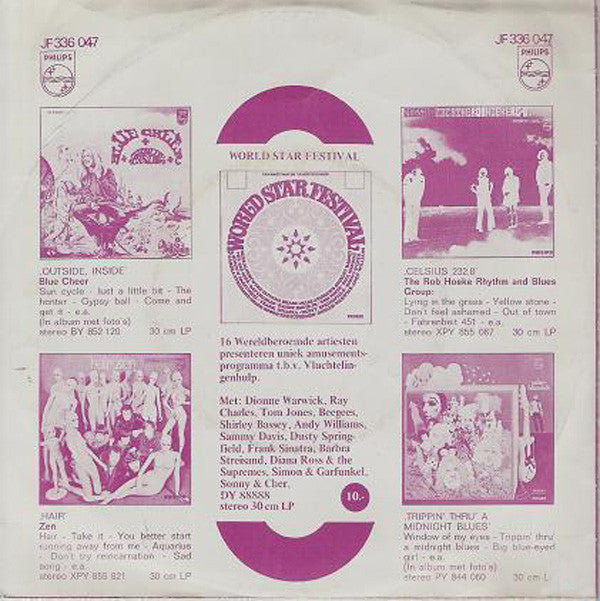 JF 336 047
PHILIPS
JF 336 047
PHILIPS
BLUE CHEER
'OUTSIDE, INSIDE'
Blue Cheer
Sun cycle - Just a little bit - The
hunter - Gypsy ball - Come and
get it - e.a.
(In album met foto's)
stereo BY 852 120 30 cm LP
HAIR
'HAIR'
Zen
Hair - Take it - You better start
running away from me - Aquarius
- Don't try reincarnation - Sad
song - e.a.
stereo XPY 855 821 30 cm LP
WORLD STAR FESTIVAL
WORLD STAR FESTIVAL
16 Wereldberoemde artiesten
presenteren uniek amusements-
programma t.b.v. Vluchtelin-
genhulp.
Met: Dionne Warwick, Ray
Charles, Tom Jones, Beegees,
Shirley Bassey, Andy Williams,
Sammy Davis, Dusty Spring-
field, Frank Sinatra, Barbra
Streisand, Diana Ross & the
Supremes, Simon & Garfunkel,
Sonny & Cher,
DY 88888
stereo 30 cm LP
10.-
'CELSIUS 232,8'
The Rob Hoeke Rhythm and Blues
Group:
Lying in the grass - Yellow stone -
Don't feel ashamed - Out of town
- Fahrenheit 451 - e.a.
stereo XPY 855 067 30 cm LP
'TRIPPIN' THRU' A
MIDNIGHT BLUES'
Window of my eyes - Trippin' thru
a midnight blues - Big blue-eyed
girl - e.a.
(In album met foto's)
stereo PY 844 060 30 cm L